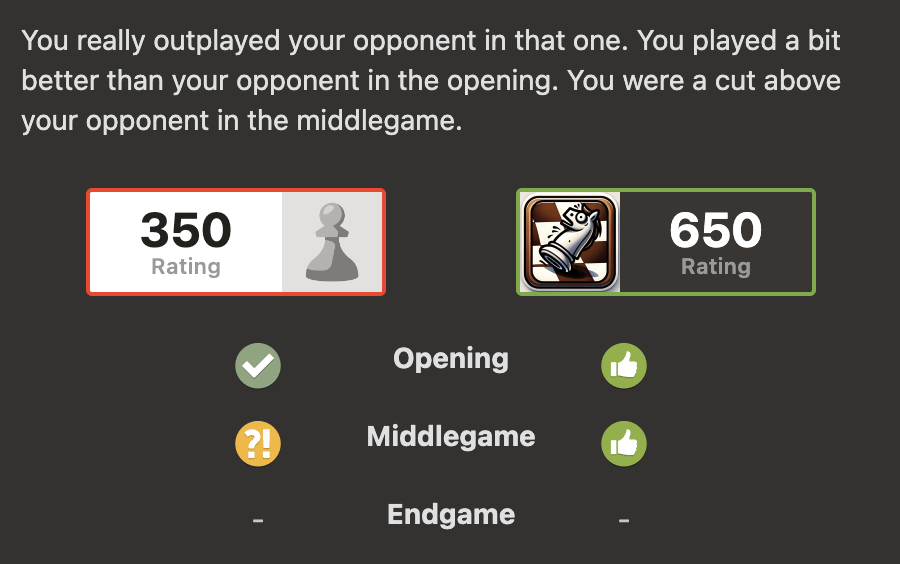 You really outplayed your opponent in that one. You played a bit
better than your opponent in the opening. You were a cut above
your opponent in the middlegame.
350
Rating
650
Rating
Opening
?! Middlegame
- Endgame -